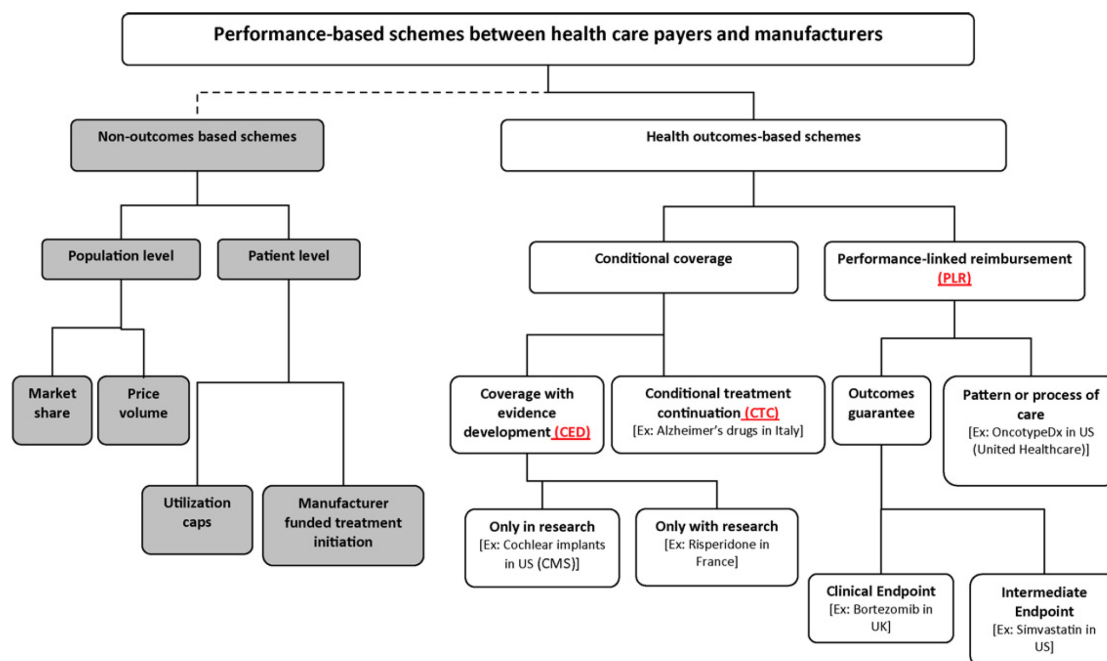 Performance-based schemes between health care payers and manufacturers
Non-outcomes based schemes
Health outcomes-based schemes
Population level
Patient level
Conditional coverage
Performance-linked reimbursement
(PLR)
Market
share
Price
volume
Coverage with
evidence
development (CED)
Conditional treatment
continuation (CTC)
[Ex: Alzheimer's drugs in Italy]
Outcomes
guarantee
Pattern or process of
care
[Ex: OncotypeDx in US
(United Healthcare)]
Utilization
caps
Manufacturer
funded treatment
initiation
Only in research
[Ex: Cochlear implants
in US (CMS)]
Only with research
[Ex: Risperidone in
France]
Clinical Endpoint
[Ex: Bortezomib in
UK]
Intermediate
Endpoint
[Ex: Simvastatin in
US]